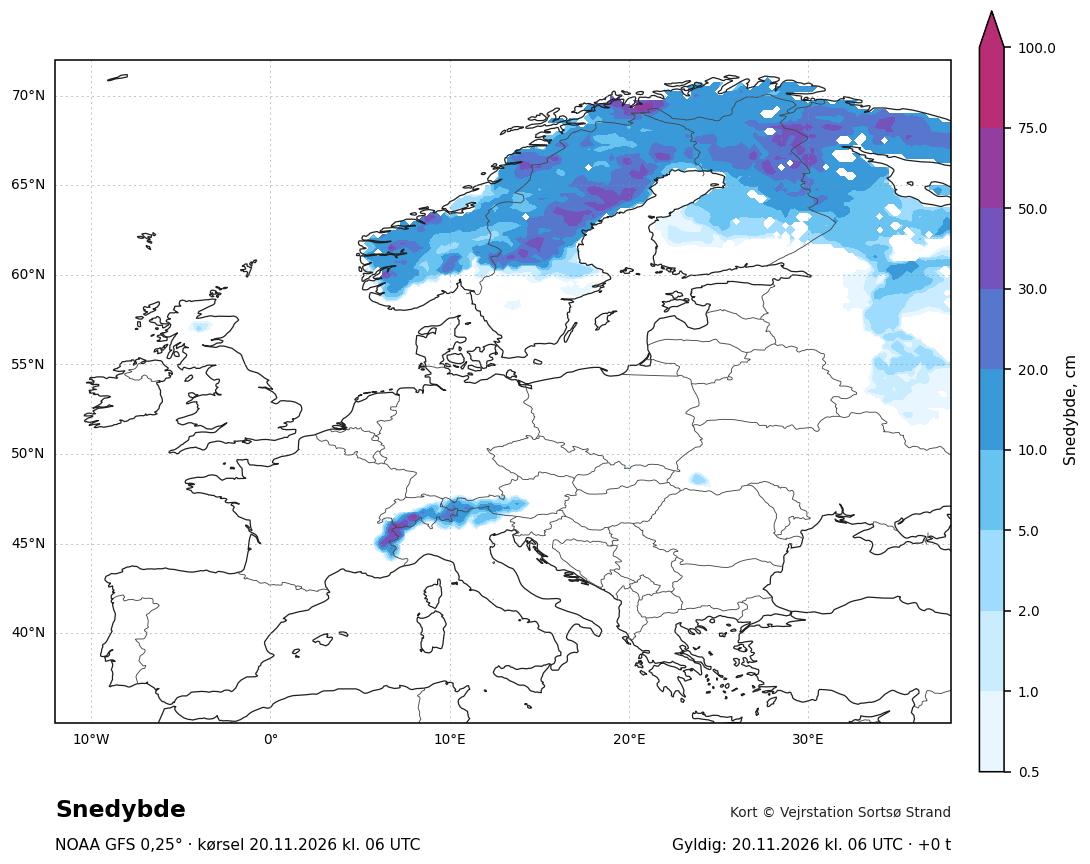 70°N
65°N
60°N
55°N
50°N
45°N
40°N
10°W
0°
10°E
20°E
30°E
100.0
75.0
50.0
30.0
20.0
10.0
5.0
2.0
1.0
0.5
Snedybde, cm
Snedybde
Kort © Vejrstation Sortsø Strand
NOAA GFS 0,25° · kørsel 20.11.2026 kl. 06 UTC
Gyldig: 20.11.2026 kl. 06 UTC · +0 t